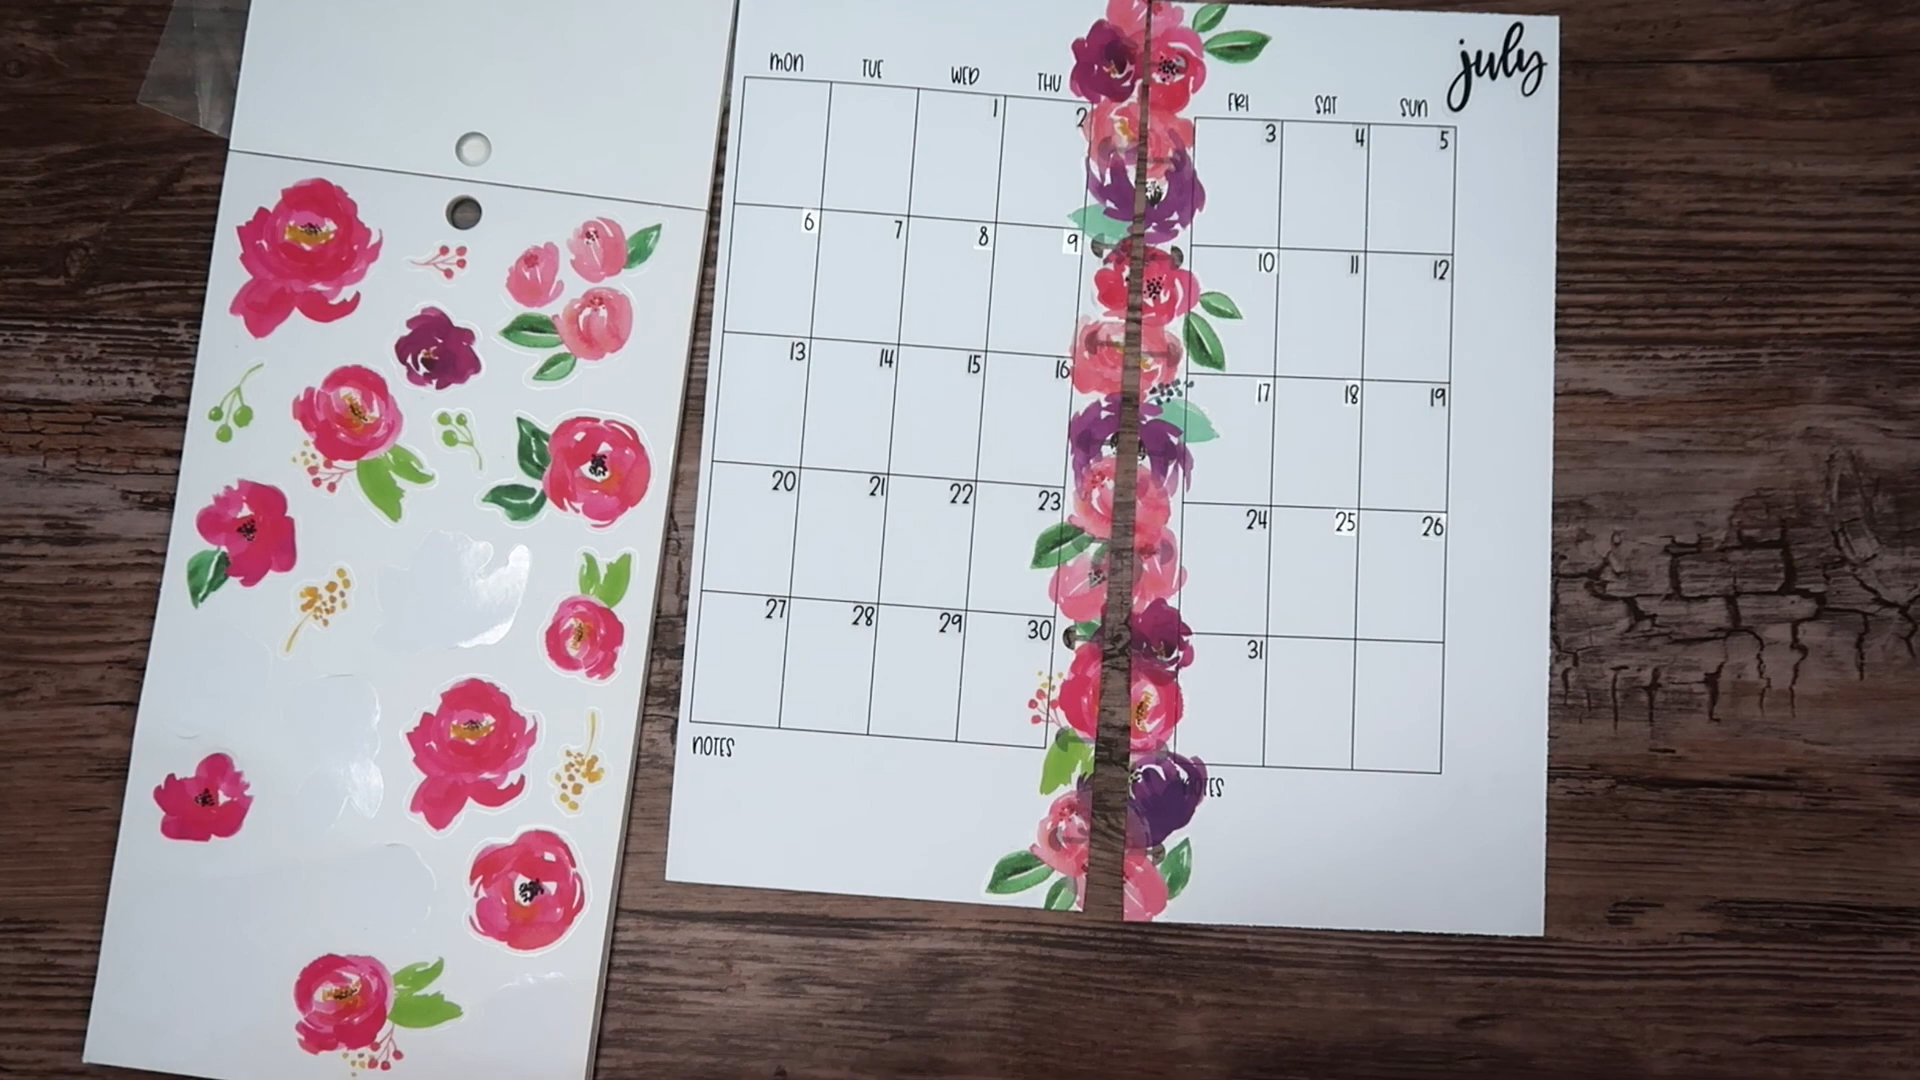 july
mon TUE WED THU FRI SAT SUN
1 2 3 4 5
6 7 8 9 10 11 12
13 14 15 16 17 18 19
20 21 22 23 24 25 26
27 28 29 30 31
NOTES NOTES